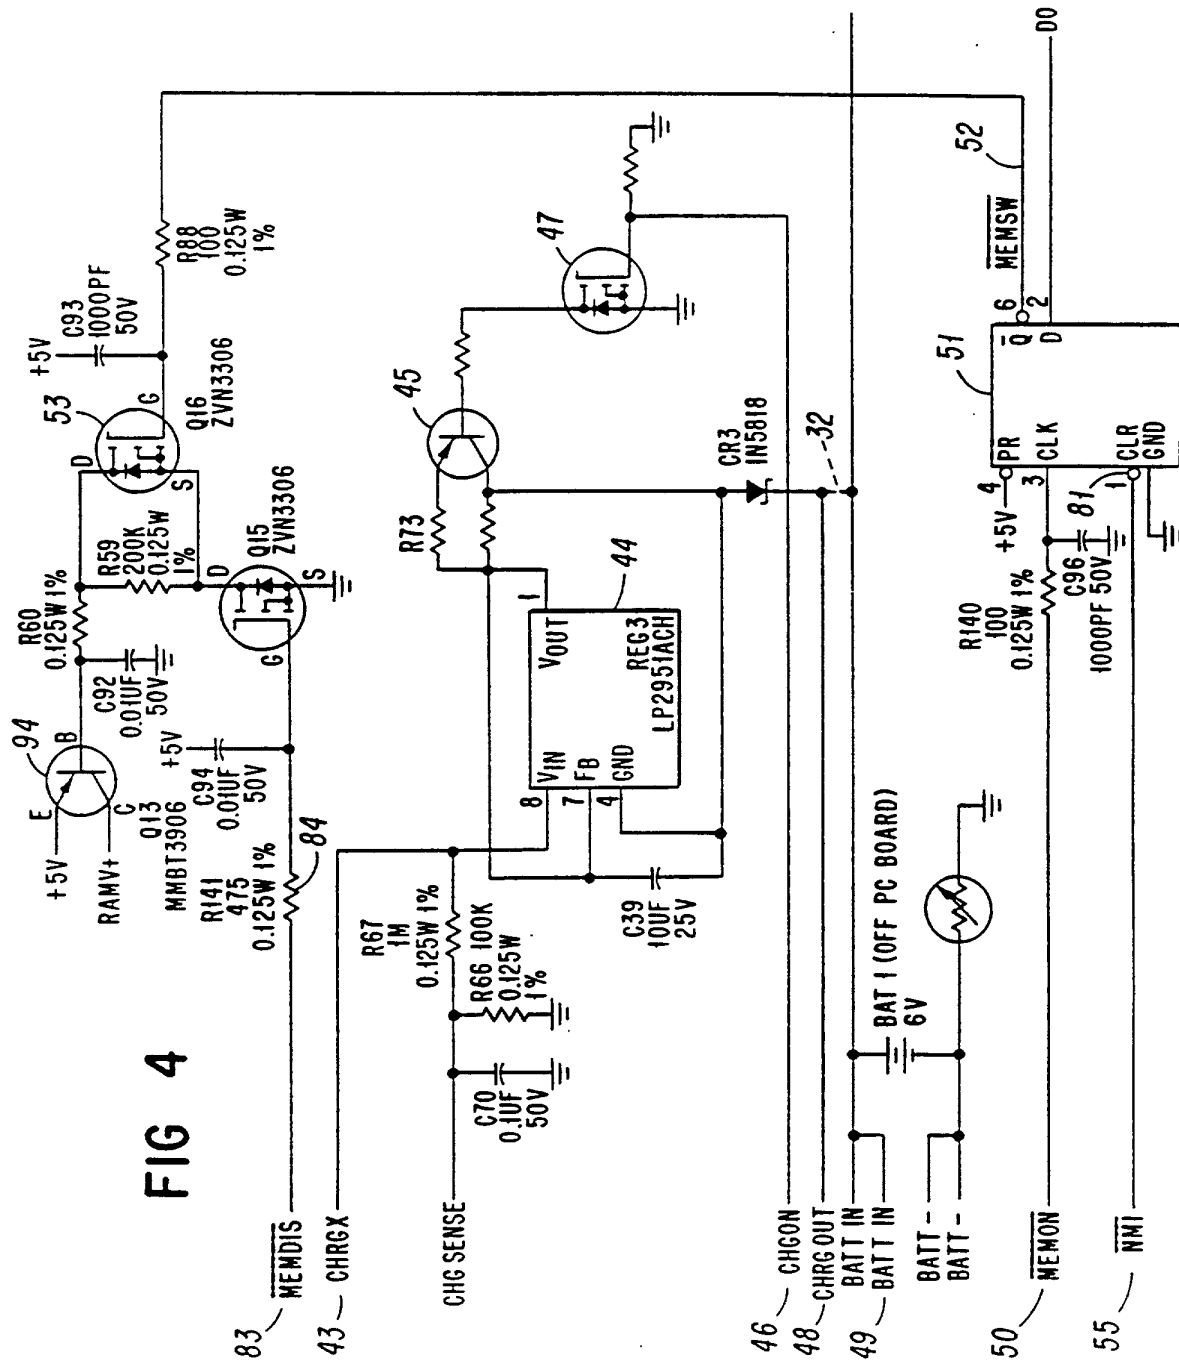 FIG 4
+5V
E
94
B
C
RAMV+
Q13
MMBT3906
R60
0.125W 1%
C92
0.01UF
50V
R59
200K
0.125W
1%
D
53
G
S
Q16
ZVN3306
+5V
C93
1000PF
50V
R88
100
0.125W
1%
+5V
C94
0.01UF
50V
R141
475
0.125W 1%
84
G
D
Q15
ZVN3306
S
83
MEMDIS
43
CHRGX
CHG SENSE
R67
1M
0.125W 1%
R66 100K
0.125W
1%
C70
0.1UF
50V
C39
10UF
25V
8
VIN
7
FB
4
GND
VOUT
1
44
REG3
LP2951ACH
R73
45
47
CR3
1N5818
32
46
CHGON
48
CHRG OUT
BATT IN
49
BATT IN
BATT -
BATT-
BAT 1 (OFF PC BOARD)
6V
50
MEMON
55
NMI
R140
100
0.125W 1%
C96
1000PF 50V
+5V
4
PR
3
CLK
81
1
CLR
GND
51
Q
D
6
2
MEMSW
52
D0